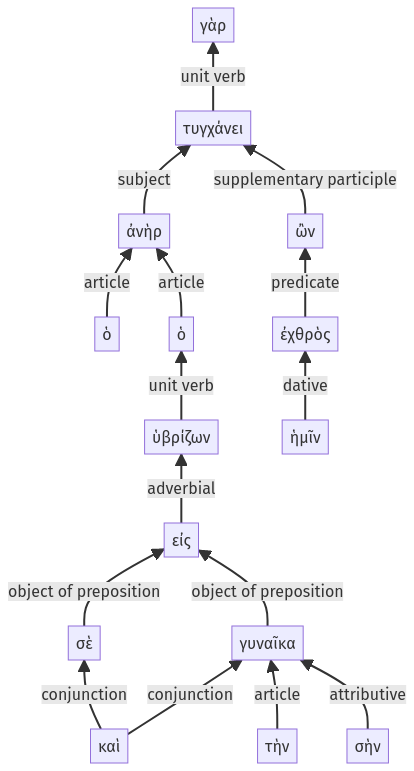 γὰρ
unit verb
τυγχάνει
subject
supplementary participle
ἀνὴρ
ὢν
article
article
predicate
ὁ
ὁ
ἐχθρὸς
unit verb
dative
ὑβρίζων
ἡμῖν
adverbial
εἰς
object of preposition
object of preposition
σὲ
γυναῖκα
conjunction
conjunction
article
attributive
καὶ
τὴν
σὴν